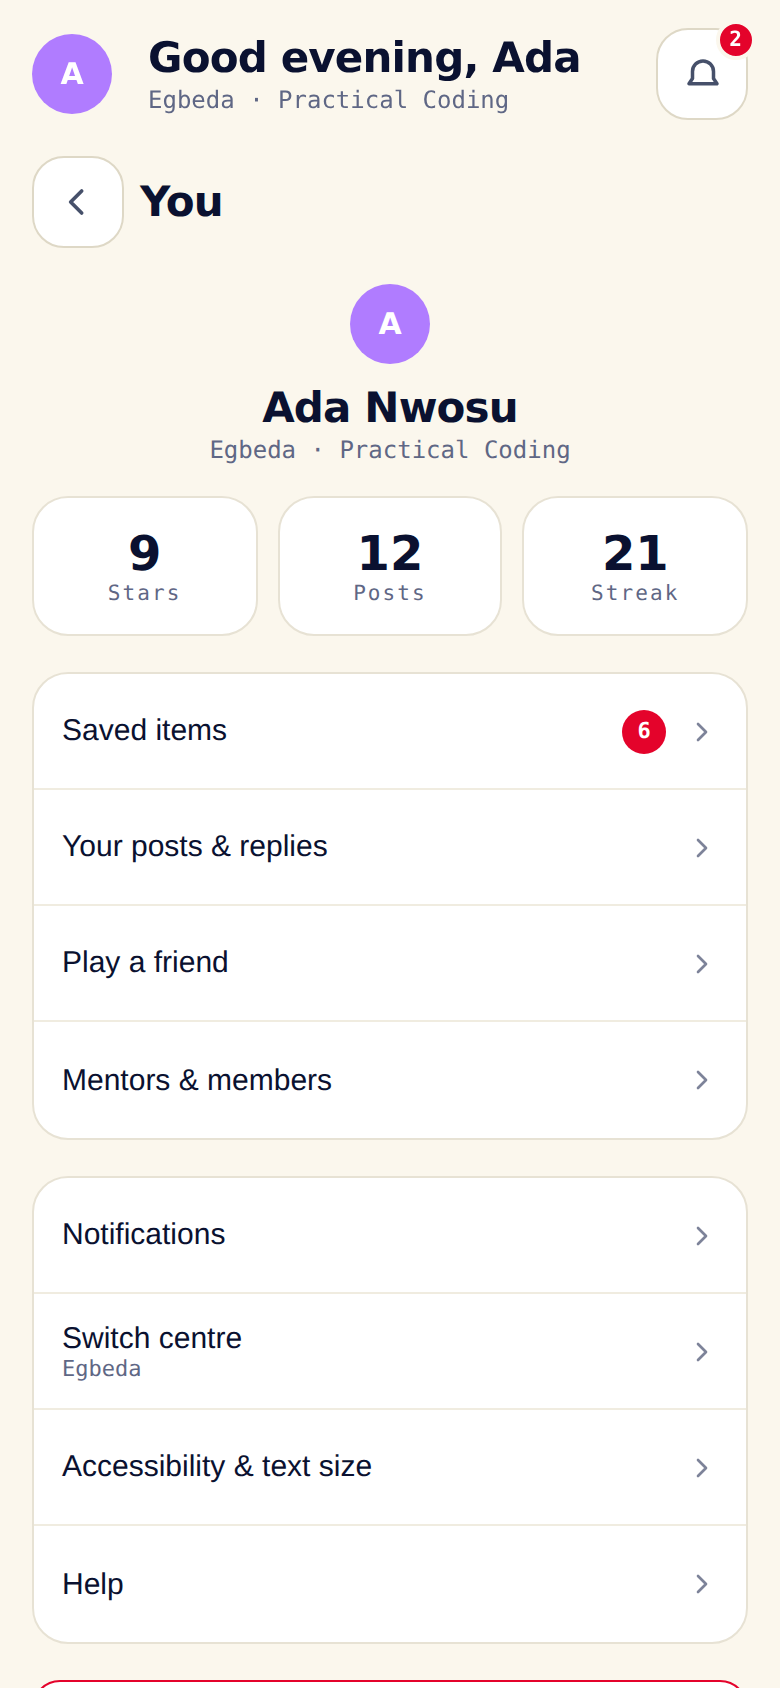 A
Good evening, Ada
Egbeda · Practical Coding
2
You
A
Ada Nwosu
Egbeda · Practical Coding
9
Stars
12
Posts
21
Streak
Saved items
6
Your posts & replies
Play a friend
Mentors & members
Notifications
Switch centre
Egbeda
Accessibility & text size
Help